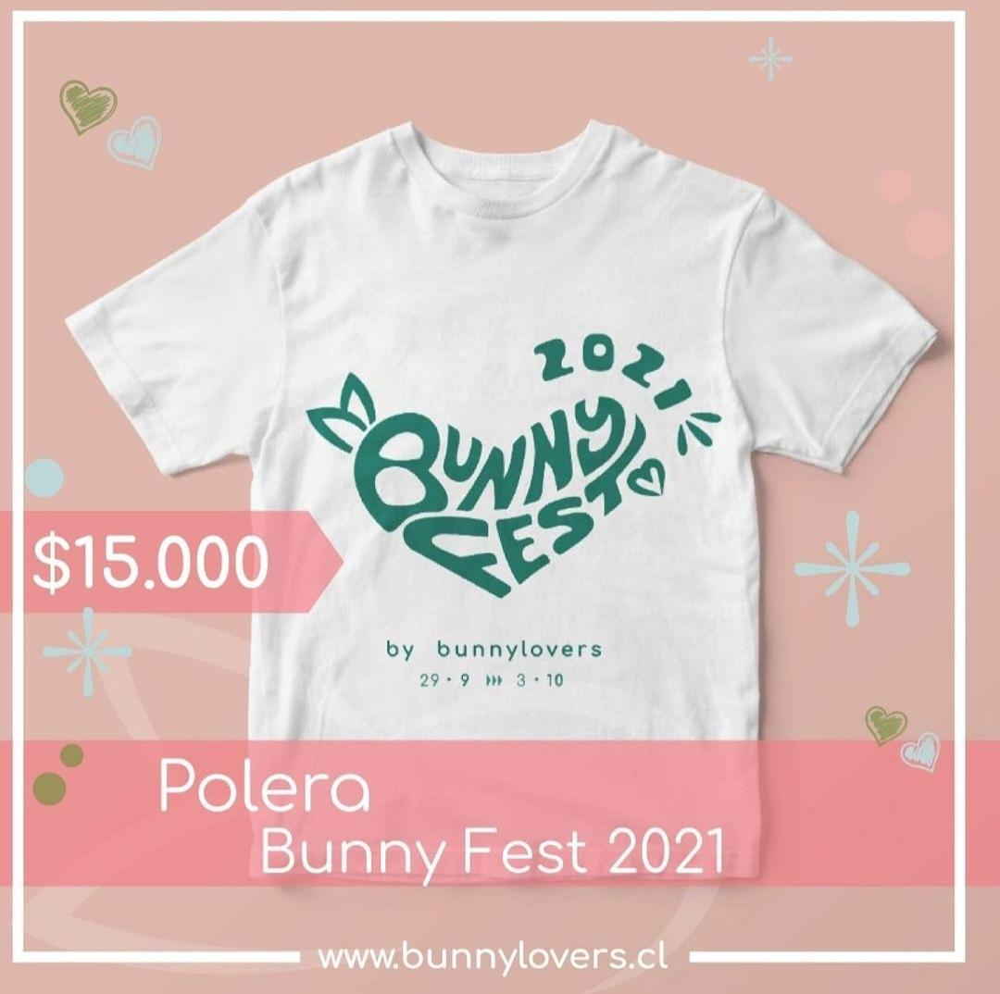 2021
BUNNY
FEST
by bunnylovers
29 · 9 ››› 3 · 10
$15.000
Polera
Bunny Fest 2021
www.bunnylovers.cl